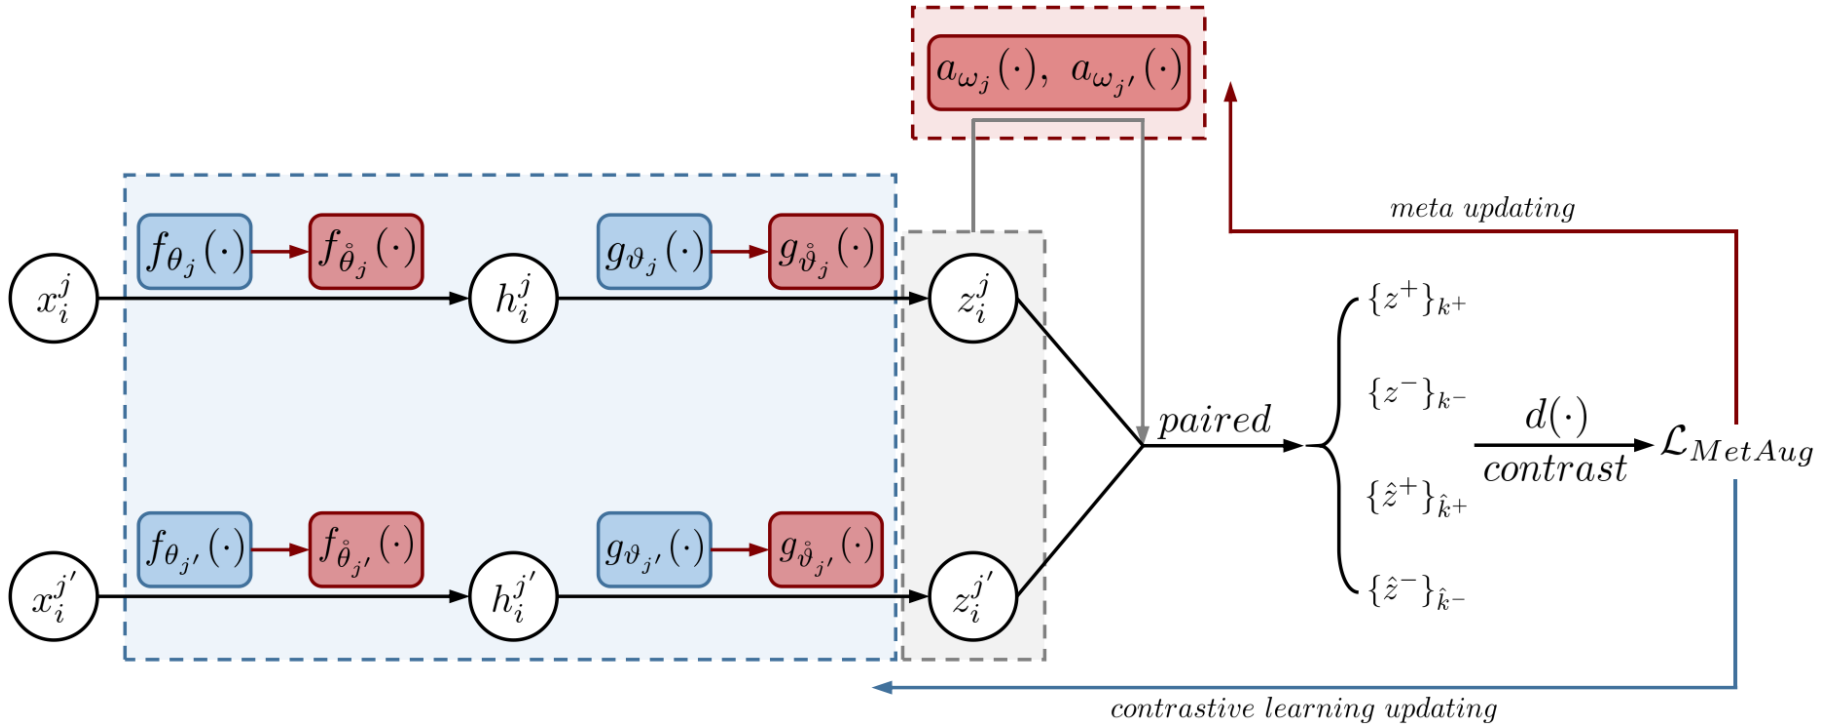 a_{ω_j}(·), a_{ω_{j'}}(·)
meta updating
f_{θ_j}(·) f_{θ̊_j}(·) g_{ϑ_j}(·) g_{ϑ̊_j}(·)
x_i^j h_i^j z_i^j
{z^+}_{k^+}
{z^-}_{k^-}
paired
d(·)
contrast
ℒ_{MetAug}
{ẑ^+}_{k̂^+}
{ẑ^-}_{k̂^-}
f_{θ_{j'}}(·) f_{θ̊_{j'}}(·) g_{ϑ_{j'}}(·) g_{ϑ̊_{j'}}(·)
x_i^{j'} h_i^{j'} z_i^{j'}
contrastive learning updating